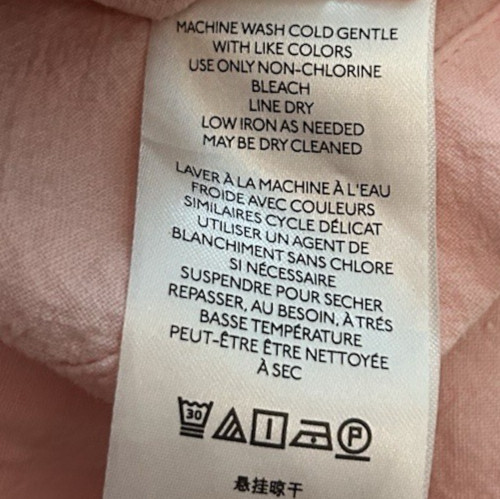 MACHINE WASH COLD GENTLE
WITH LIKE COLORS
USE ONLY NON-CHLORINE
BLEACH
LINE DRY
LOW IRON AS NEEDED
MAY BE DRY CLEANED
LAVER À LA MACHINE À L'EAU
FROIDE AVEC COULEURS
SIMILAIRES CYCLE DÉLICAT
UTILISER UN AGENT DE
BLANCHIMENT SANS CHLORE
SI NÉCESSAIRE
SUSPENDRE POUR SECHER
REPASSER, AU BESOIN, À TRÉS
BASSE TEMPÉRATURE
PEUT-ÊTRE ÊTRE NETTOYÉE
À SEC
30 P
悬挂晾干